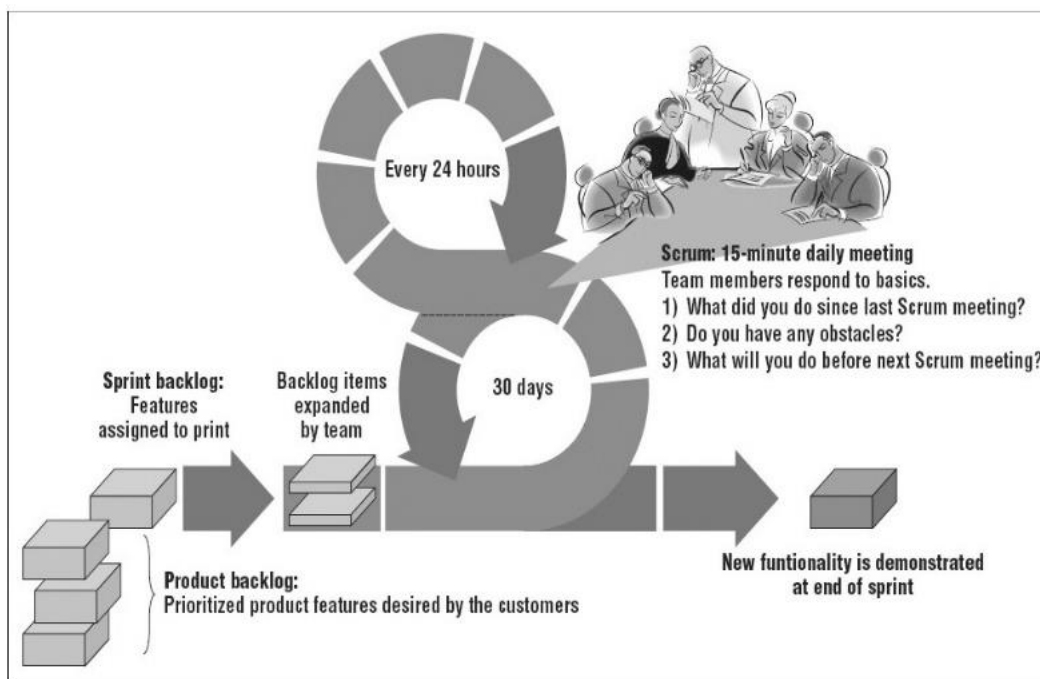 Every 24 hours
Scrum: 15-minute daily meeting
Team members respond to basics.
1) What did you do since last Scrum meeting?
2) Do you have any obstacles?
3) What will you do before next Scrum meeting?
30 days
Sprint backlog:
Features
assigned to print
Backlog items
expanded
by team
New funtionality is demonstrated
at end of sprint
Product backlog:
Prioritized product features desired by the customers